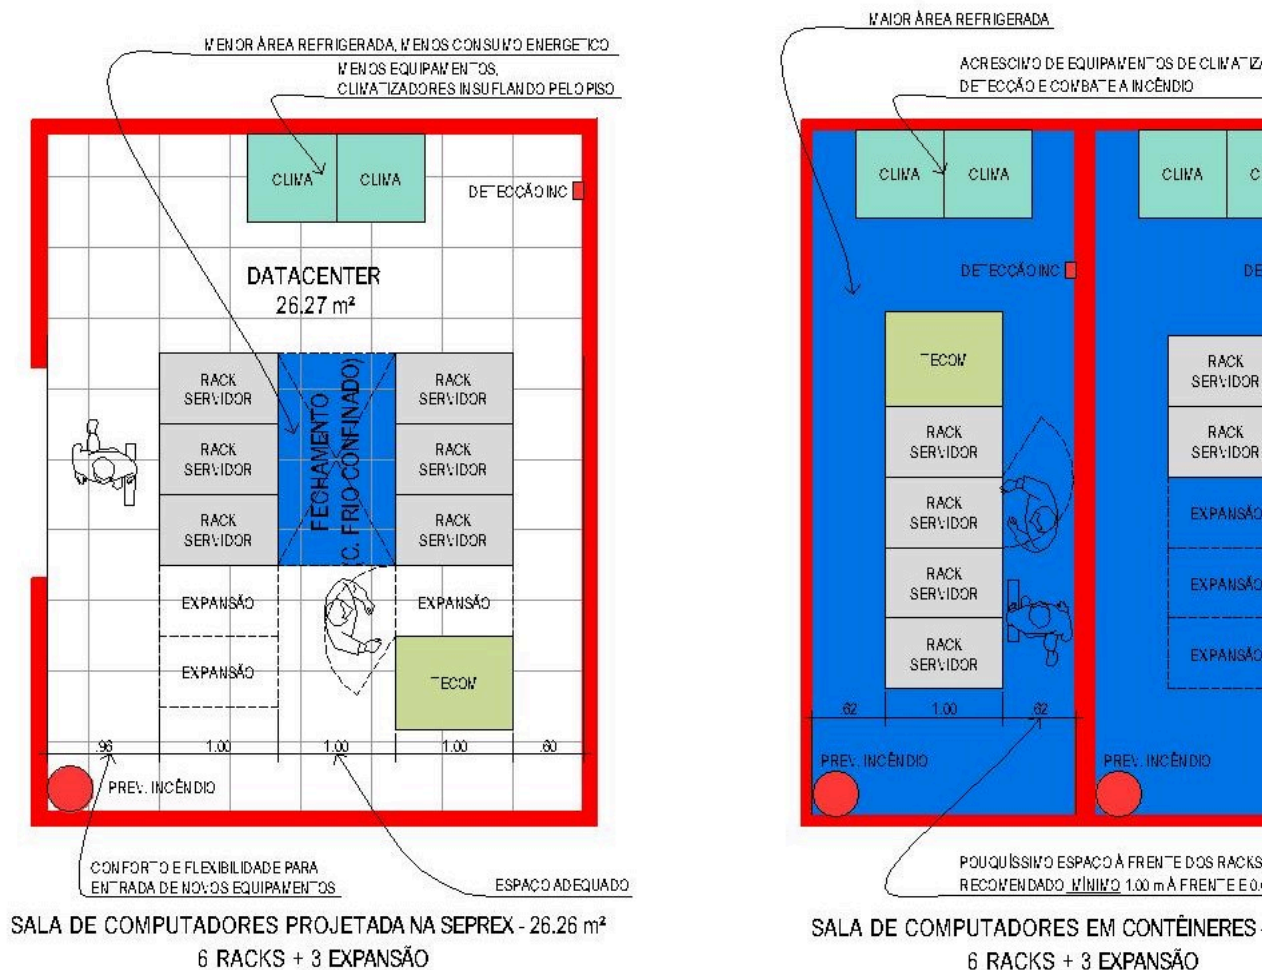 MENOR ÁREA REFRIGERADA, MENOS CONSUMO ENERGETICO
MENOS EQUIPAMENTOS,
CLIMATIZADORES INSUFLANDO PELO PISO
CLIMA
CLIMA
DETECÇÃO INC
DATACENTER
26.27 m²
RACK
SERVIDOR
RACK
SERVIDOR
RACK
SERVIDOR
FECHAMENTO
(C. FRIO CONFINADO)
RACK
SERVIDOR
RACK
SERVIDOR
RACK
SERVIDOR
EXPANSÃO
EXPANSÃO
EXPANSÃO
TECOM
.96
1.00
1.00
1.00
.60
PREV. INCÊNDIO
CONFORTO E FLEXIBILIDADE PARA
ENTRADA DE NOVOS EQUIPAMENTOS
ESPAÇO ADEQUADO
SALA DE COMPUTADORES PROJETADA NA SEPREX - 26.26 m²
6 RACKS + 3 EXPANSÃO
MAIOR ÁREA REFRIGERADA
ACRESCIMO DE EQUIPAMENTOS DE CLIMATIZA
DETECÇÃO E COMBATE A INCÊNDIO
CLIMA
CLIMA
DETECÇÃO INC
TECOM
RACK
SERVIDOR
RACK
SERVIDOR
RACK
SERVIDOR
RACK
SERVIDOR
.62
1.00
.62
PREV. INCÊNDIO
CLIMA
C
DE
RACK
SERVIDOR
RACK
SERVIDOR
EXPANSÃO
EXPANSÃO
EXPANSÃO
PREV. INCÊNDIO
POUQUÍSSIMO ESPAÇO À FRENTE DOS RACKS
RECOMENDADO MÍNIMO 1.00 m À FRENTE E 0.
SALA DE COMPUTADORES EM CONTÊINERES -
6 RACKS + 3 EXPANSÃO